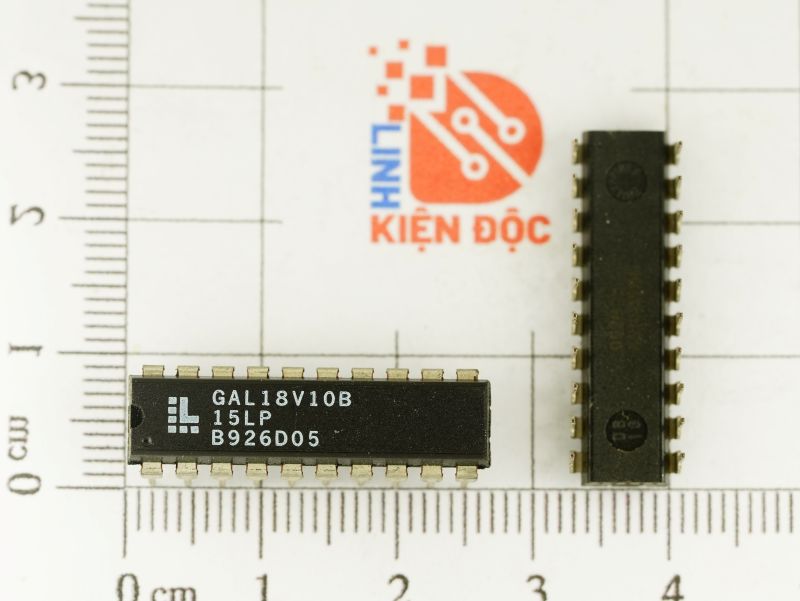 3
2
1
0 cm
LINH
KIỆN ĐỘC
GAL18V10B
15LP
B926D05
0 cm 1 2 3 4